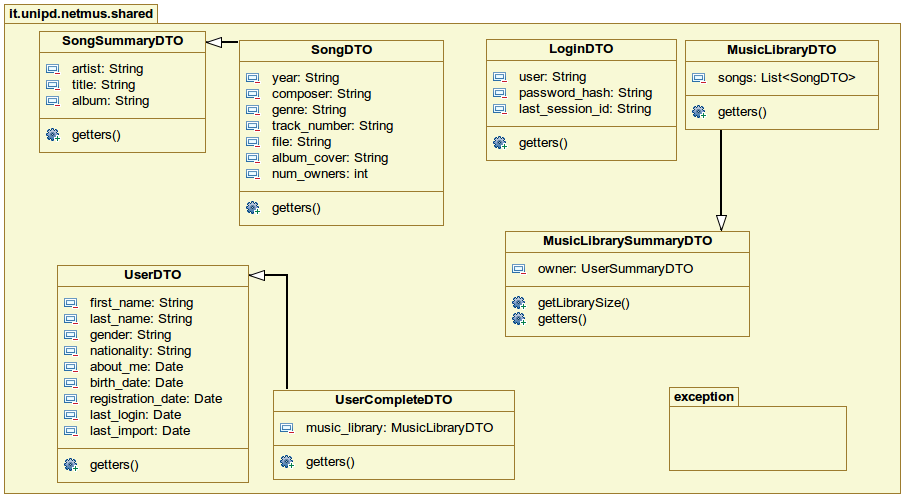 it.unipd.netmus.shared
SongSummaryDTO
artist: String
title: String
album: String
getters()
SongDTO
year: String
composer: String
genre: String
track_number: String
file: String
album_cover: String
num_owners: int
getters()
LoginDTO
user: String
password_hash: String
last_session_id: String
getters()
MusicLibraryDTO
songs: List<SongDTO>
getters()
MusicLibrarySummaryDTO
owner: UserSummaryDTO
getLibrarySize()
getters()
UserDTO
first_name: String
last_name: String
gender: String
nationality: String
about_me: Date
birth_date: Date
registration_date: Date
last_login: Date
last_import: Date
getters()
UserCompleteDTO
music_library: MusicLibraryDTO
getters()
exception